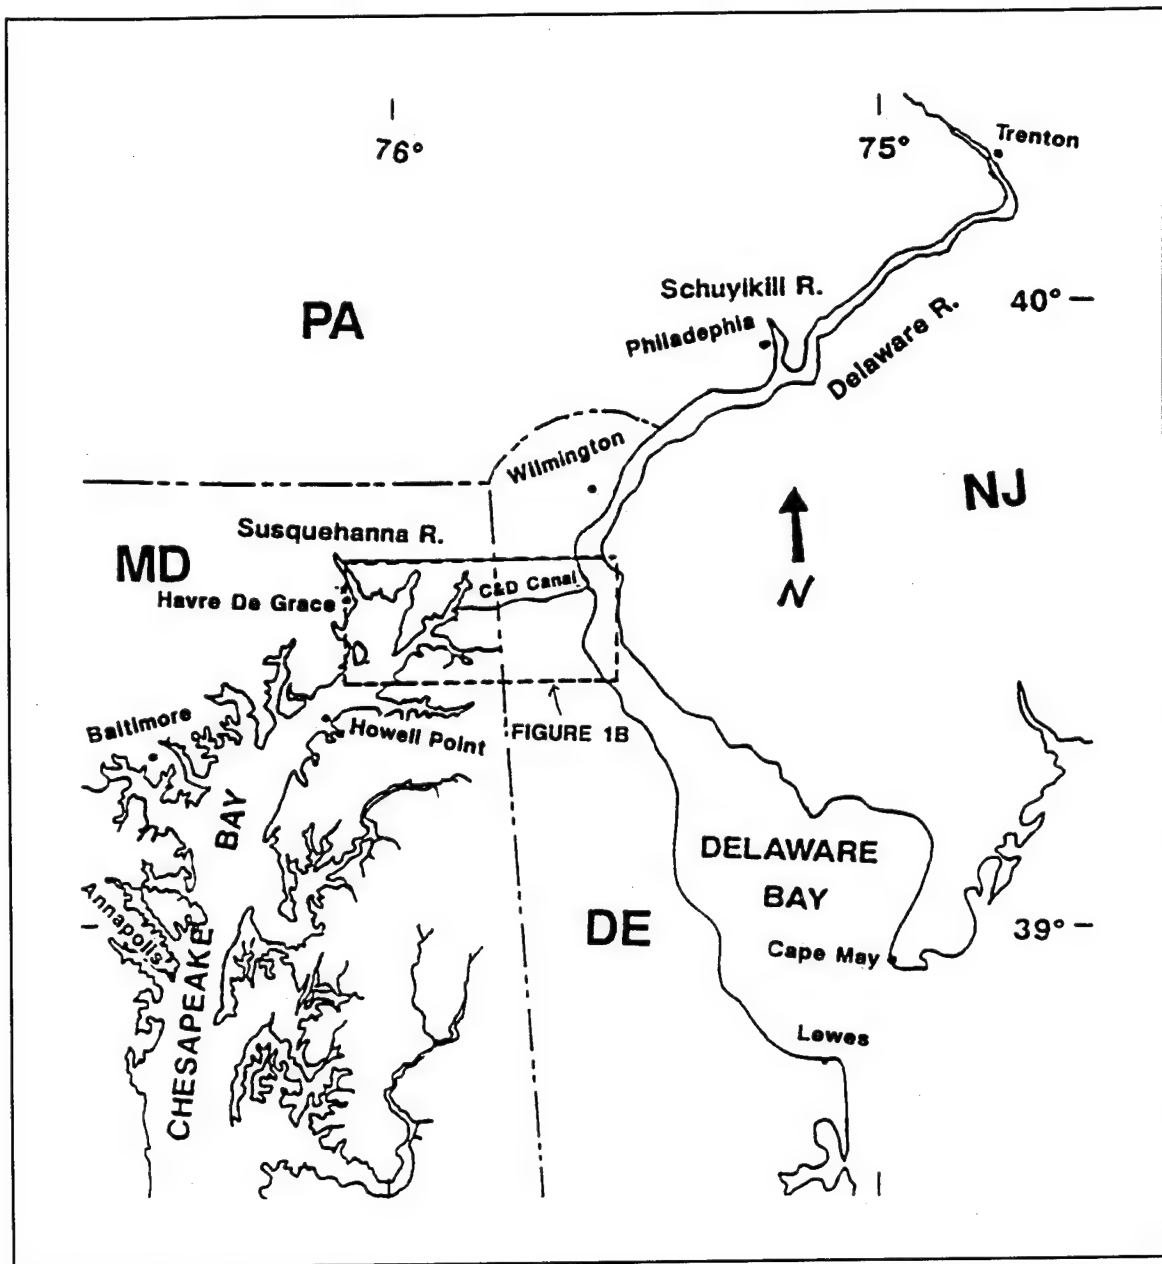 76°
75°
Trenton
Schuylkill R.
40°
PA
Philadephia
Delaware R.
Wilmington
NJ
Susquehanna R.
MD
C&D Canal
N
Havre De Grace
Baltimore
Howell Point
FIGURE 1B
BAY
DELAWARE
BAY
Annapolis
DE
39°
Cape May
CHESAPEAKE
Lewes